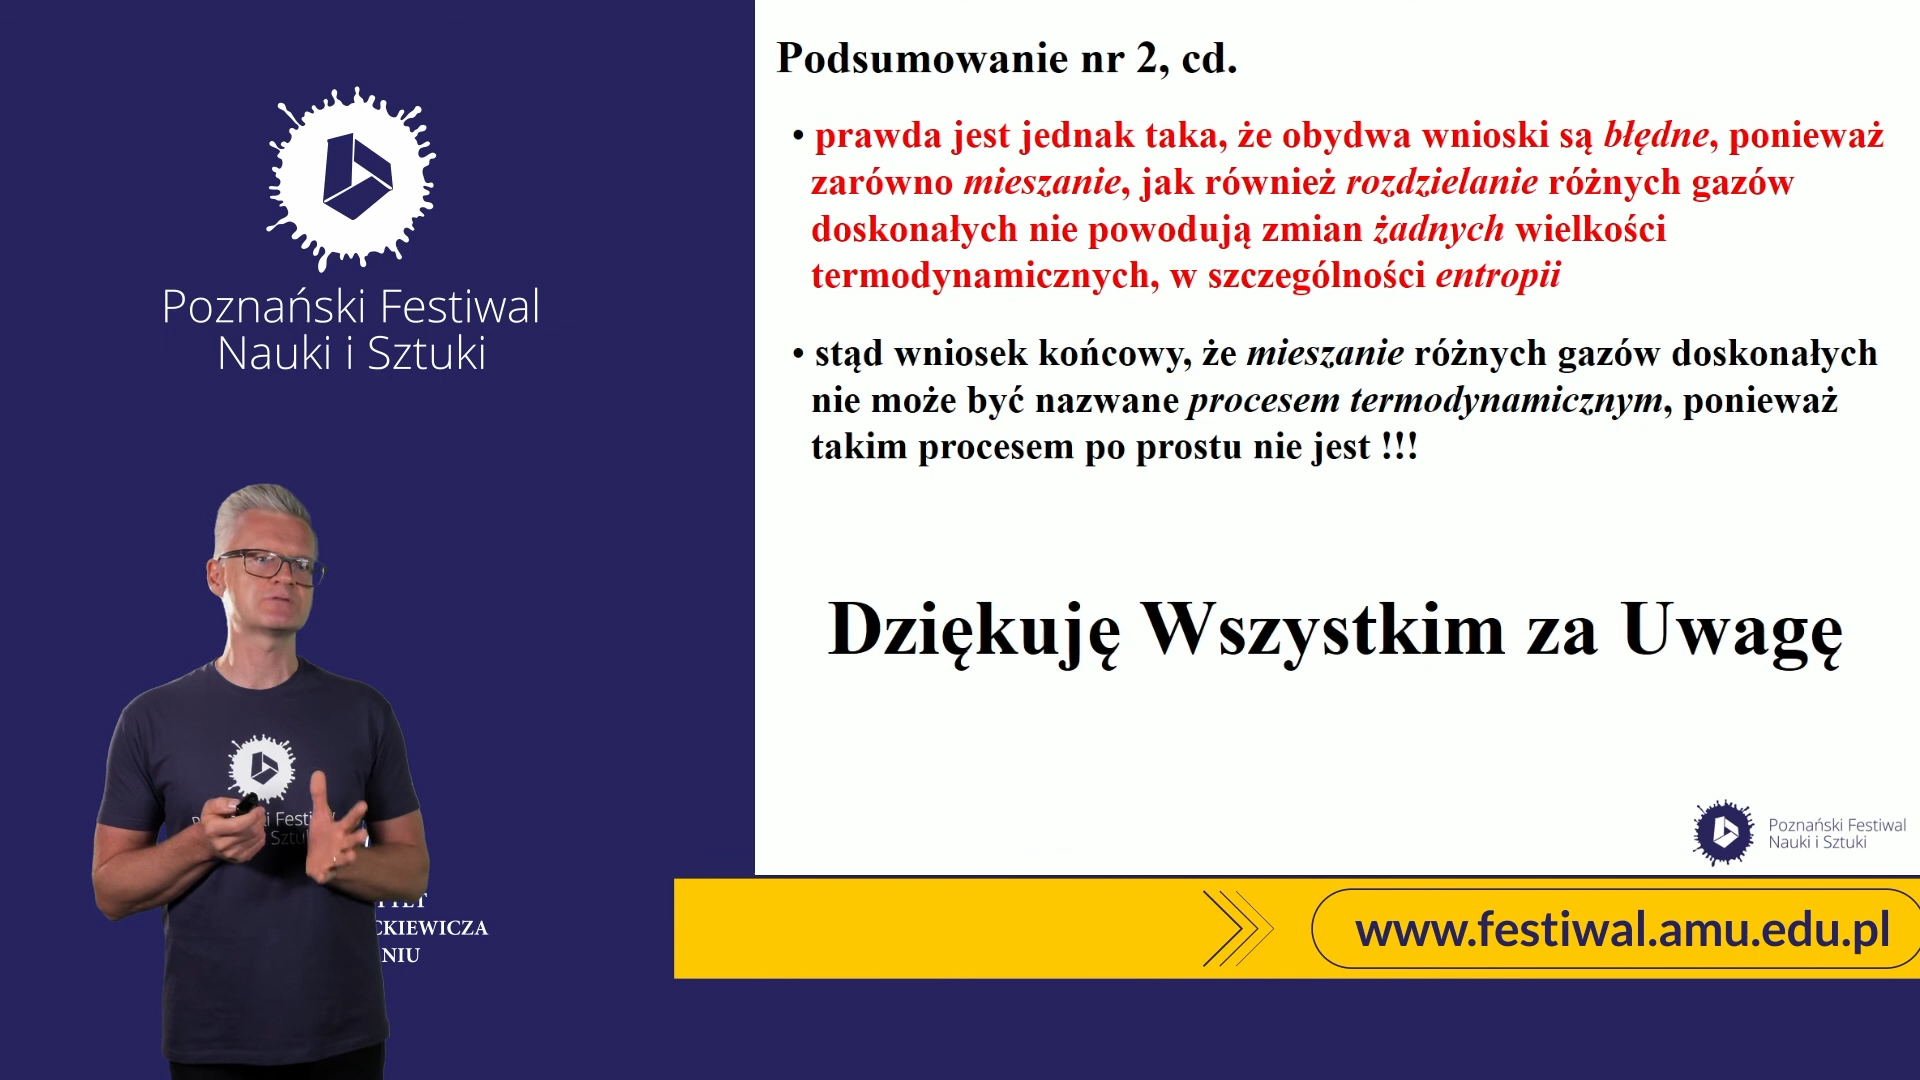 Poznański Festiwal
Nauki i Sztuki
Podsumowanie nr 2, cd.
• prawda jest jednak taka, że obydwa wnioski są błędne, ponieważ
zarówno mieszanie, jak również rozdzielanie różnych gazów
doskonałych nie powodują zmian żadnych wielkości
termodynamicznych, w szczególności entropii
• stąd wniosek końcowy, że mieszanie różnych gazów doskonałych
nie może być nazwane procesem termodynamicznym, ponieważ
takim procesem po prostu nie jest !!!
Dziękuję Wszystkim za Uwagę
Poznański Festiwal
Nauki i Sztuki
www.festiwal.amu.edu.pl
CKIEWICZA
NIU